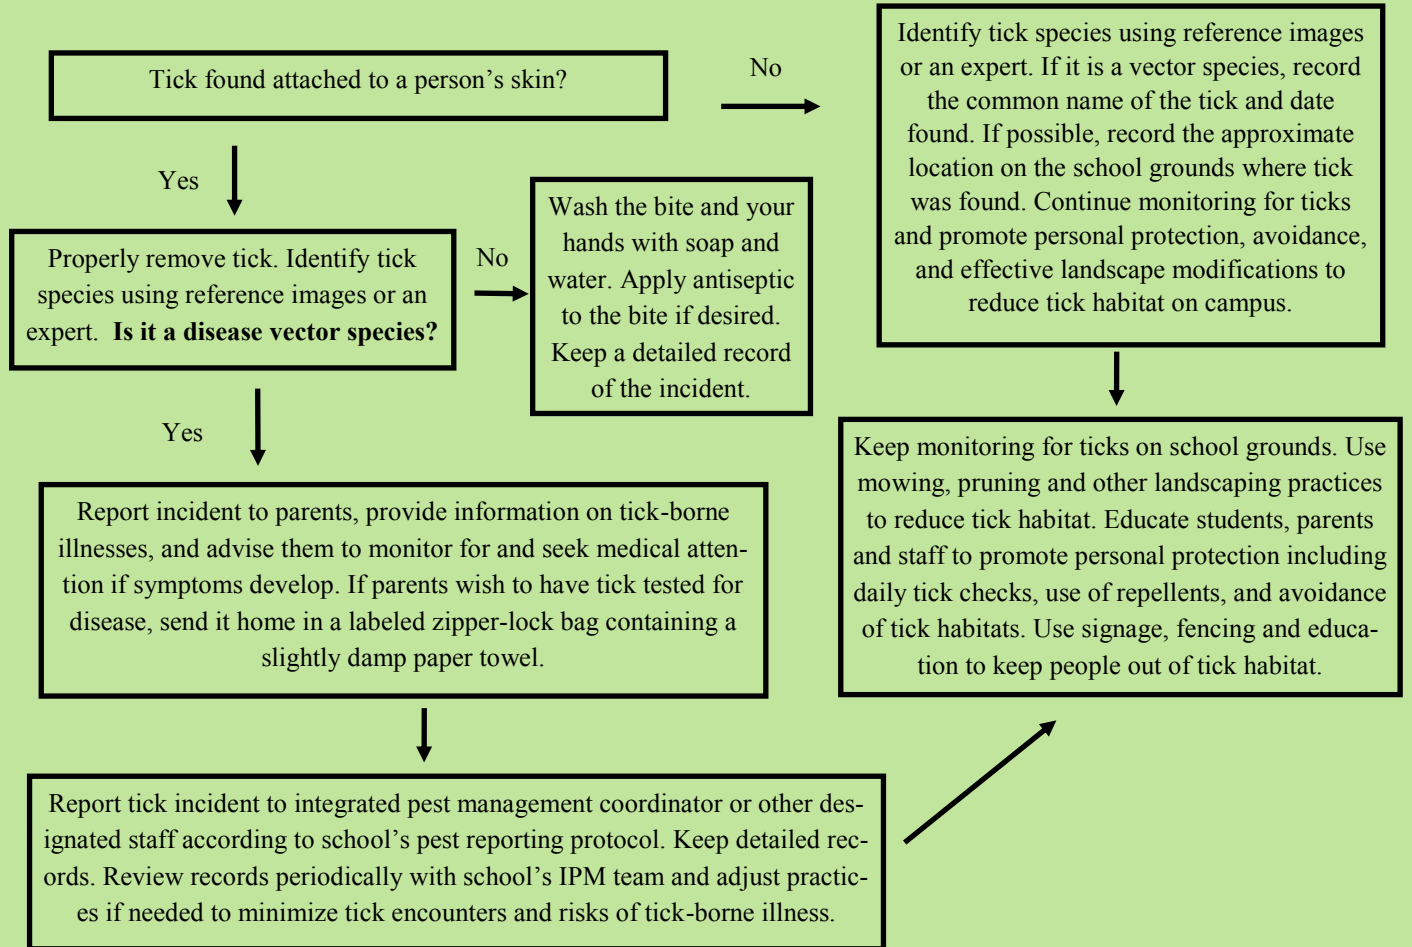 Tick found attached to a person's skin?
No
Identify tick species using reference images
or an expert. If it is a vector species, record
the common name of the tick and date
found. If possible, record the approximate
location on the school grounds where tick
was found. Continue monitoring for ticks
and promote personal protection, avoidance,
and effective landscape modifications to
reduce tick habitat on campus.
Yes
Properly remove tick. Identify tick
species using reference images or an
expert. Is it a disease vector species?
No
Wash the bite and your
hands with soap and
water. Apply antiseptic
to the bite if desired.
Keep a detailed record
of the incident.
Yes
Report incident to parents, provide information on tick-borne
illnesses, and advise them to monitor for and seek medical atten-
tion if symptoms develop. If parents wish to have tick tested for
disease, send it home in a labeled zipper-lock bag containing a
slightly damp paper towel.
Keep monitoring for ticks on school grounds. Use
mowing, pruning and other landscaping practices
to reduce tick habitat. Educate students, parents
and staff to promote personal protection including
daily tick checks, use of repellents, and avoidance
of tick habitats. Use signage, fencing and educa-
tion to keep people out of tick habitat.
Report tick incident to integrated pest management coordinator or other des-
ignated staff according to school's pest reporting protocol. Keep detailed rec-
ords. Review records periodically with school's IPM team and adjust practic-
es if needed to minimize tick encounters and risks of tick-borne illness.